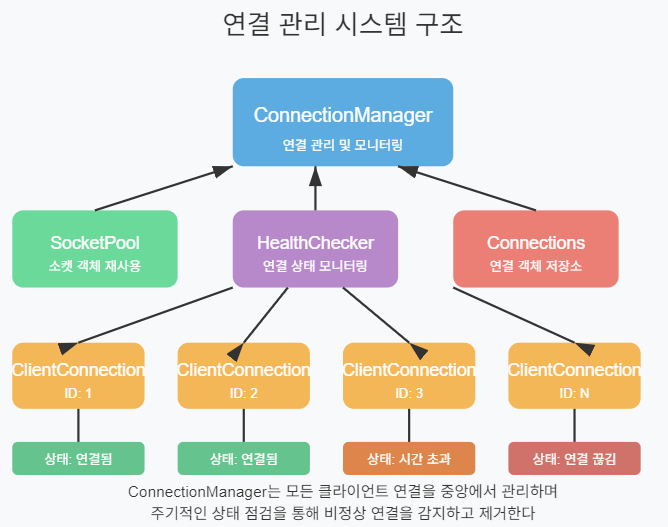 연결 관리 시스템 구조
ConnectionManager
연결 관리 및 모니터링
SocketPool
소켓 객체 재사용
HealthChecker
연결 상태 모니터링
Connections
연결 객체 저장소
ClientConnection
ID: 1
ClientConnection
ID: 2
ClientConnection
ID: 3
ClientConnection
ID: N
상태: 연결됨
상태: 연결됨
상태: 시간 초과
상태: 연결 끊김
ConnectionManager는 모든 클라이언트 연결을 중앙에서 관리하며
주기적인 상태 점검을 통해 비정상 연결을 감지하고 제거한다